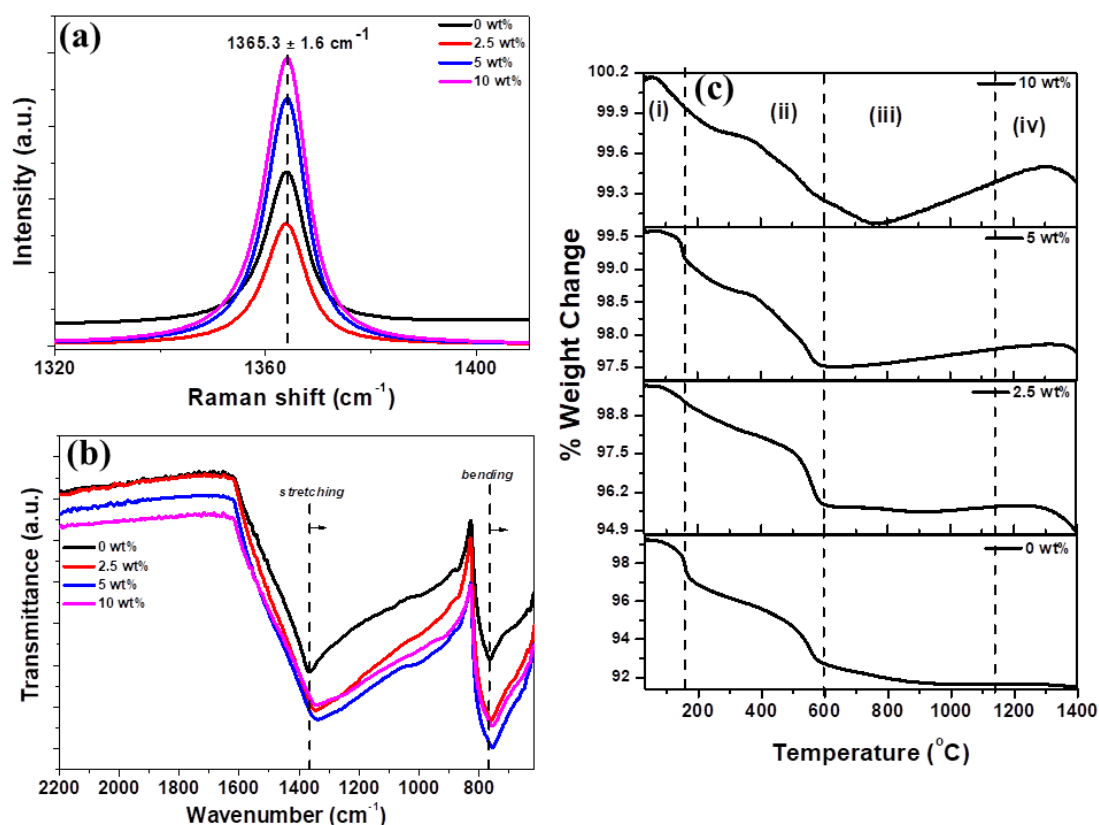 (a)
1365.3 ± 1.6 cm⁻¹
0 wt%
2.5 wt%
5 wt%
10 wt%
Intensity (a.u.)
1320 1360 1400
Raman shift (cm⁻¹)
(b)
stretching
bending
0 wt%
2.5 wt%
5 wt%
10 wt%
Transmittance (a.u.)
2200 2000 1800 1600 1400 1200 1000 800
Wavenumber (cm⁻¹)
(c)
10 wt%
(i)
(ii)
(iii)
(iv)
100.2
99.9
99.6
99.3
5 wt%
99.5
99.0
98.5
98.0
97.5
2.5 wt%
98.8
97.5
96.2
94.9
0 wt%
98
96
94
92
% Weight Change
200 400 600 800 1000 1200 1400
Temperature (°C)